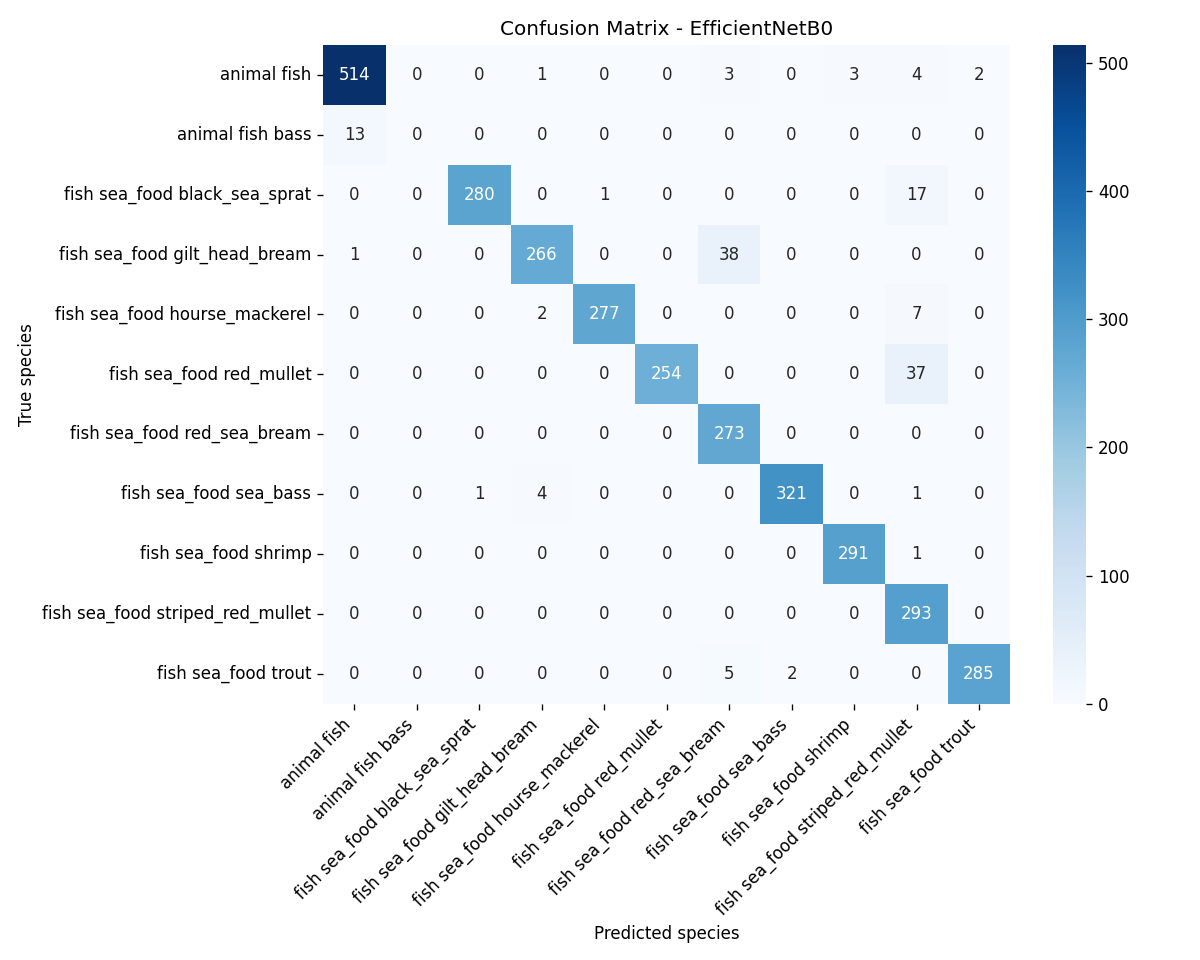 Confusion Matrix - EfficientNetB0
animal fish 514 0 0 1 0 0 3 0 3 4 2
animal fish bass 13 0 0 0 0 0 0 0 0 0 0
fish sea_food black_sea_sprat 0 0 280 0 1 0 0 0 0 17 0
fish sea_food gilt_head_bream 1 0 0 266 0 0 38 0 0 0 0
fish sea_food hourse_mackerel 0 0 0 2 277 0 0 0 0 7 0
fish sea_food red_mullet 0 0 0 0 0 254 0 0 0 37 0
fish sea_food red_sea_bream 0 0 0 0 0 0 273 0 0 0 0
fish sea_food sea_bass 0 0 1 4 0 0 0 321 0 1 0
fish sea_food shrimp 0 0 0 0 0 0 0 0 291 1 0
fish sea_food striped_red_mullet 0 0 0 0 0 0 0 0 0 293 0
fish sea_food trout 0 0 0 0 0 0 5 2 0 0 285
True species
animal fish
animal fish bass
fish sea_food black_sea_sprat
fish sea_food gilt_head_bream
fish sea_food hourse_mackerel
fish sea_food red_mullet
fish sea_food red_sea_bream
fish sea_food sea_bass
fish sea_food shrimp
fish sea_food striped_red_mullet
fish sea_food trout
Predicted species
500
400
300
200
100
0